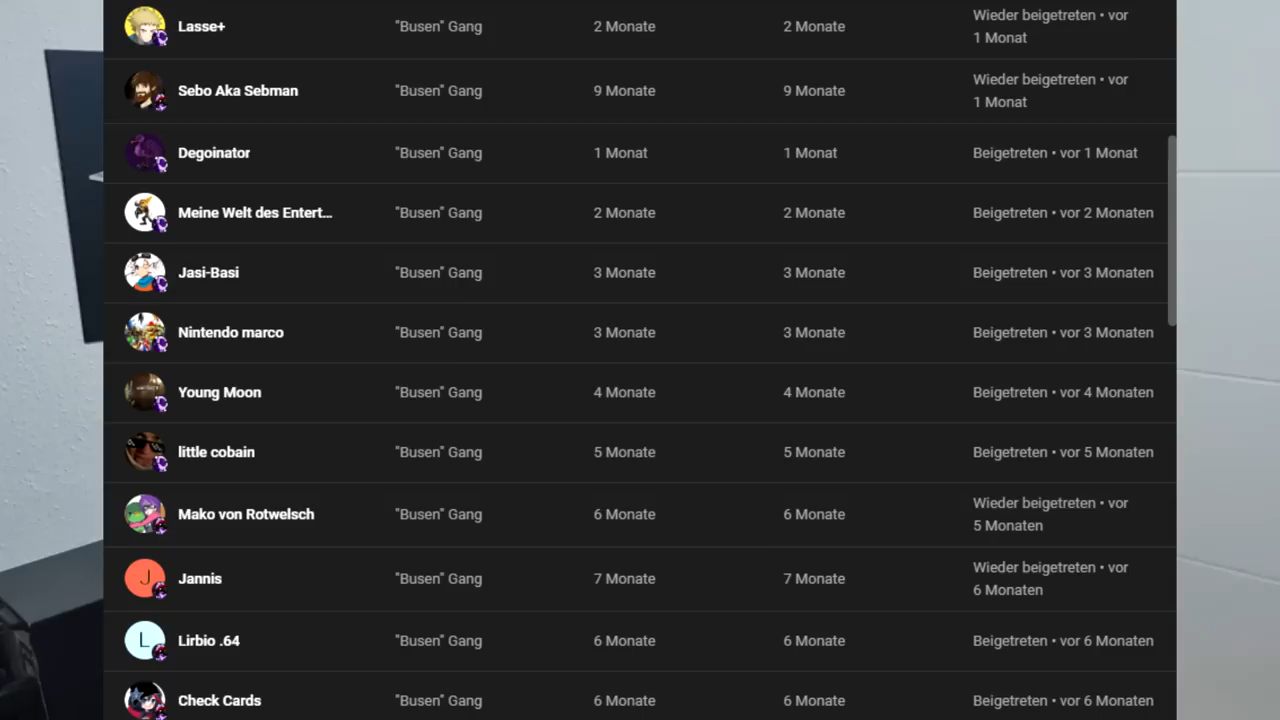 Lasse+ "Busen" Gang 2 Monate 2 Monate Wieder beigetreten • vor
1 Monat
Sebo Aka Sebman "Busen" Gang 9 Monate 9 Monate Wieder beigetreten • vor
1 Monat
Degoinator "Busen" Gang 1 Monat 1 Monat Beigetreten • vor 1 Monat
Meine Welt des Entert... "Busen" Gang 2 Monate 2 Monate Beigetreten • vor 2 Monaten
Jasi-Basi "Busen" Gang 3 Monate 3 Monate Beigetreten • vor 3 Monaten
Nintendo marco "Busen" Gang 3 Monate 3 Monate Beigetreten • vor 3 Monaten
Young Moon "Busen" Gang 4 Monate 4 Monate Beigetreten • vor 4 Monaten
little cobain "Busen" Gang 5 Monate 5 Monate Beigetreten • vor 5 Monaten
Mako von Rotwelsch "Busen" Gang 6 Monate 6 Monate Wieder beigetreten • vor
5 Monaten
J Jannis "Busen" Gang 7 Monate 7 Monate Wieder beigetreten • vor
6 Monaten
L Lirbio .64 "Busen" Gang 6 Monate 6 Monate Beigetreten • vor 6 Monaten
Check Cards "Busen" Gang 6 Monate 6 Monate Beigetreten • vor 6 Monaten